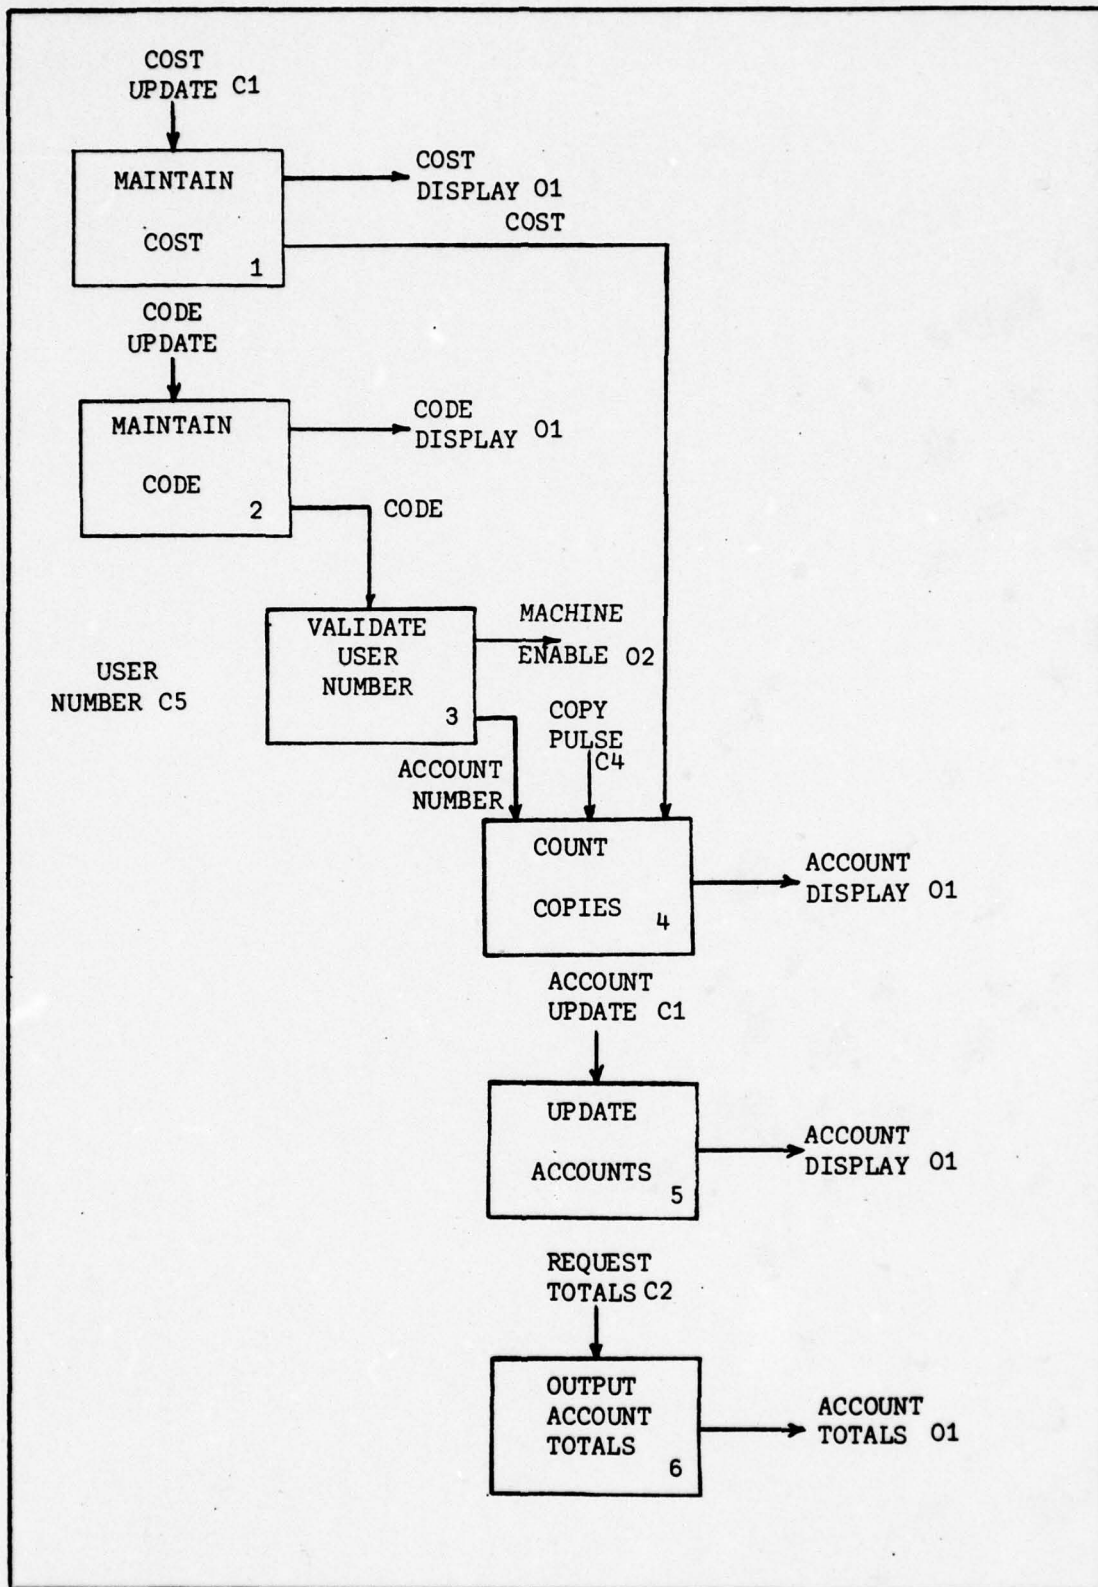 COST
UPDATE C1
MAINTAIN
COST
1
COST
DISPLAY O1
COST
CODE
UPDATE
MAINTAIN
CODE
2
CODE
DISPLAY O1
CODE
VALIDATE
USER
NUMBER
3
MACHINE
ENABLE O2
USER
NUMBER C5
COPY
PULSE
C4
ACCOUNT
NUMBER
COUNT
COPIES
4
ACCOUNT
DISPLAY O1
ACCOUNT
UPDATE C1
UPDATE
ACCOUNTS
5
ACCOUNT
DISPLAY O1
REQUEST
TOTALS C2
OUTPUT
ACCOUNT
TOTALS
6
ACCOUNT
TOTALS O1